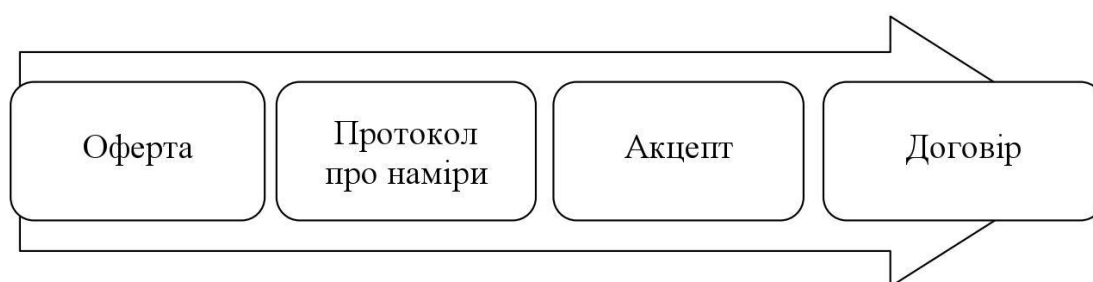 Оферта
Протокол
про наміри
Акцепт
Договір